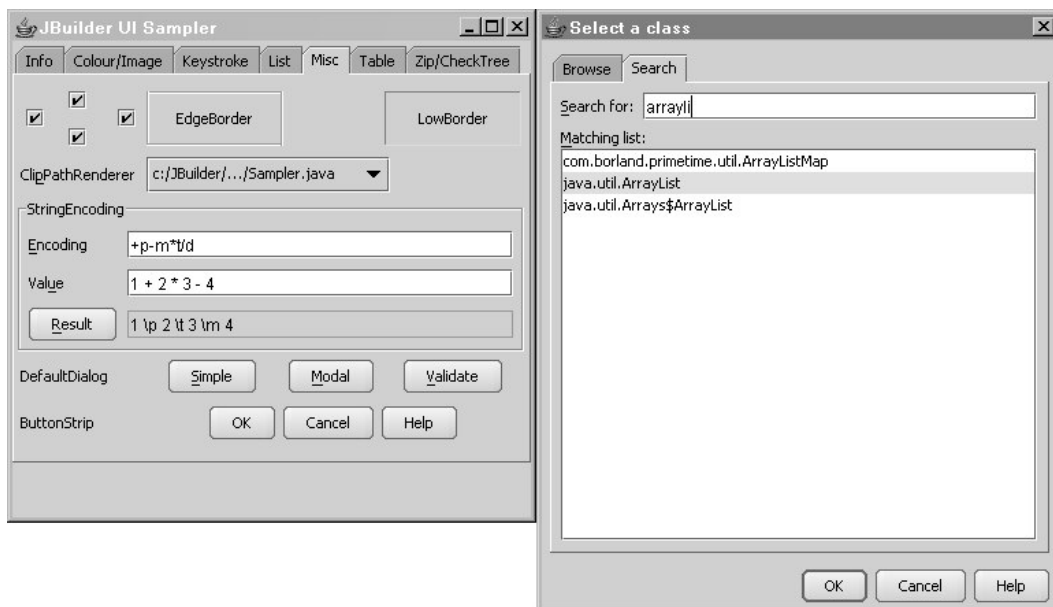 JBuilder UI Sampler
Info Colour/Image Keystroke List Misc Table Zip/CheckTree
EdgeBorder LowBorder
ClipPathRenderer c:/JBuilder/.../Sampler.java
StringEncoding
Encoding +p-m*t/d
Value 1 + 2 * 3 - 4
Result 1 \p 2 \t 3 \m 4
DefaultDialog Simple Modal Validate
ButtonStrip OK Cancel Help
Select a class
Browse Search
Search for: arrayli
Matching list:
com.borland.primetime.util.ArrayListMap
java.util.ArrayList
java.util.Arrays$ArrayList
OK Cancel Help